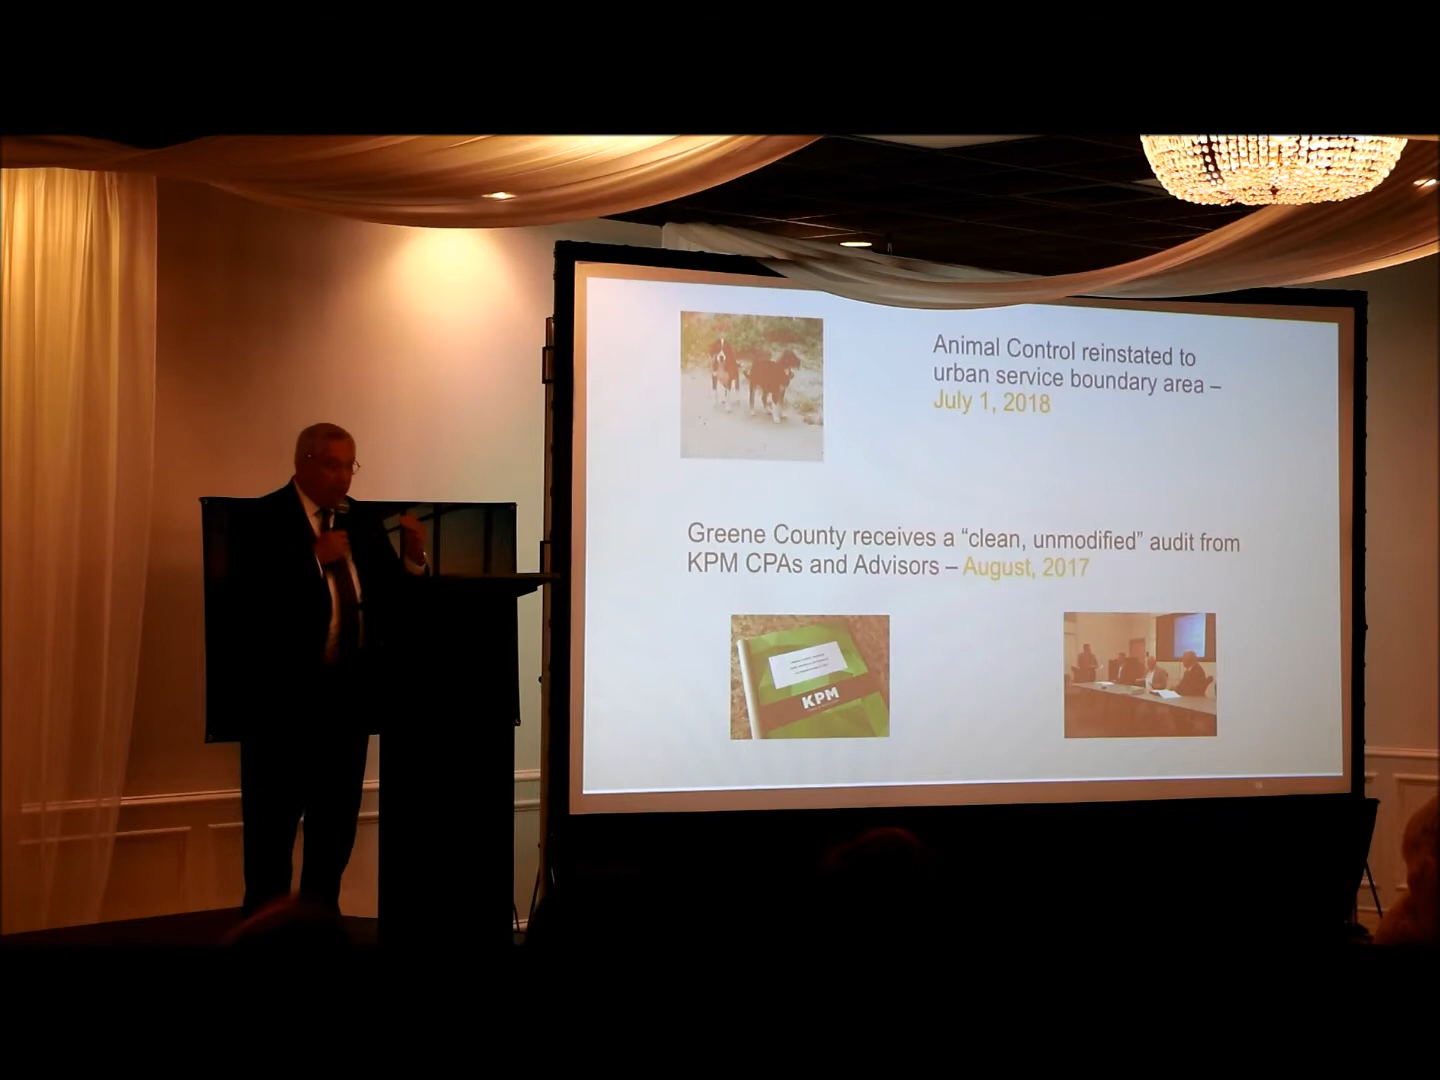 Animal Control reinstated to
urban service boundary area –
July 1, 2018
Greene County receives a “clean, unmodified” audit from
KPM CPAs and Advisors – August, 2017
KPM